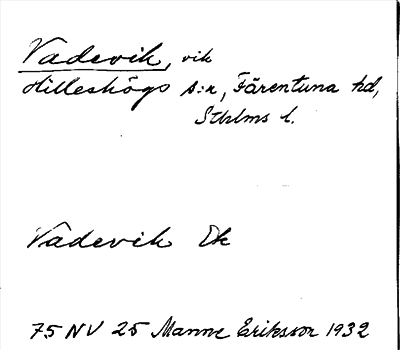 Vadevik, vik
Hilleshögs s:n, Färentuna hd,
Sthlms l.
Vadevik Ek
75 NV 25 Manne Eriksson 1932